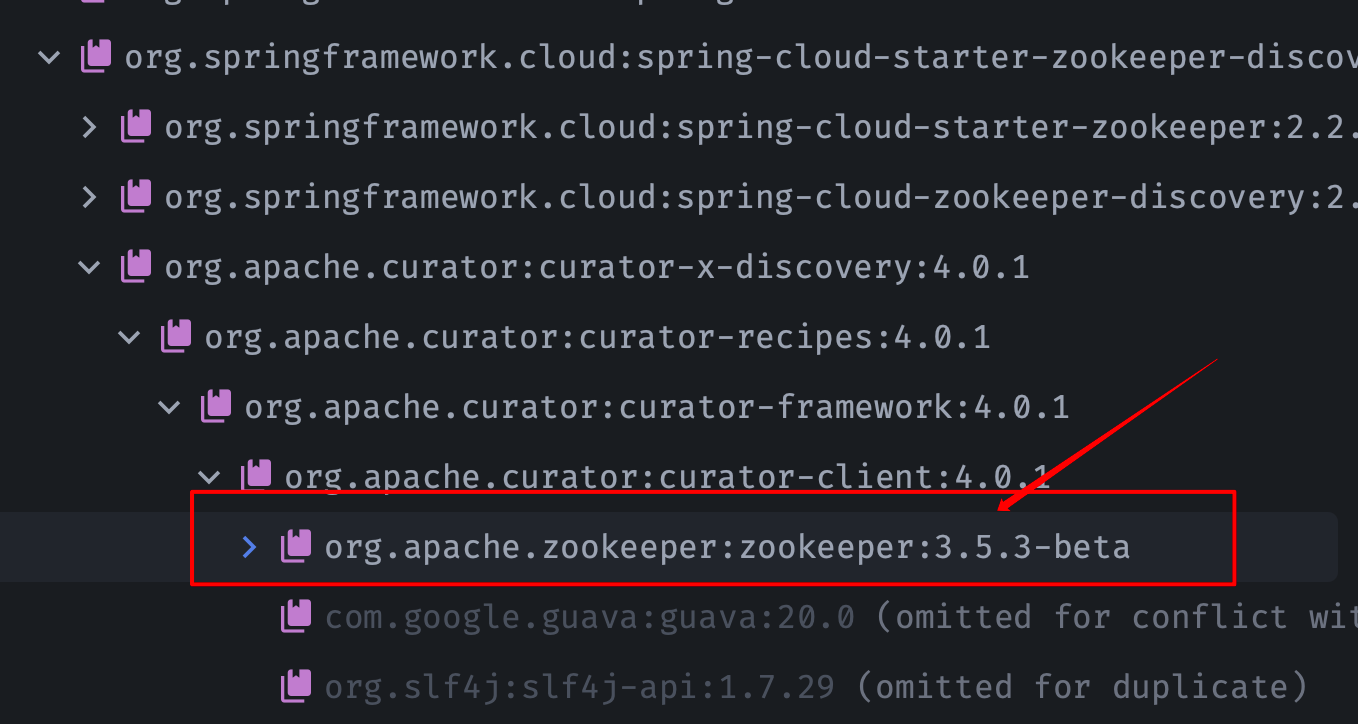 org.springframework.cloud:spring-cloud-starter-zookeeper-discov
org.springframework.cloud:spring-cloud-starter-zookeeper:2.2.
org.springframework.cloud:spring-cloud-zookeeper-discovery:2.
org.apache.curator:curator-x-discovery:4.0.1
org.apache.curator:curator-recipes:4.0.1
org.apache.curator:curator-framework:4.0.1
org.apache.curator:curator-client:4.0.1
org.apache.zookeeper:zookeeper:3.5.3-beta
com.google.guava:guava:20.0 (omitted for conflict wit
org.slf4j:slf4j-api:1.7.29 (omitted for duplicate)